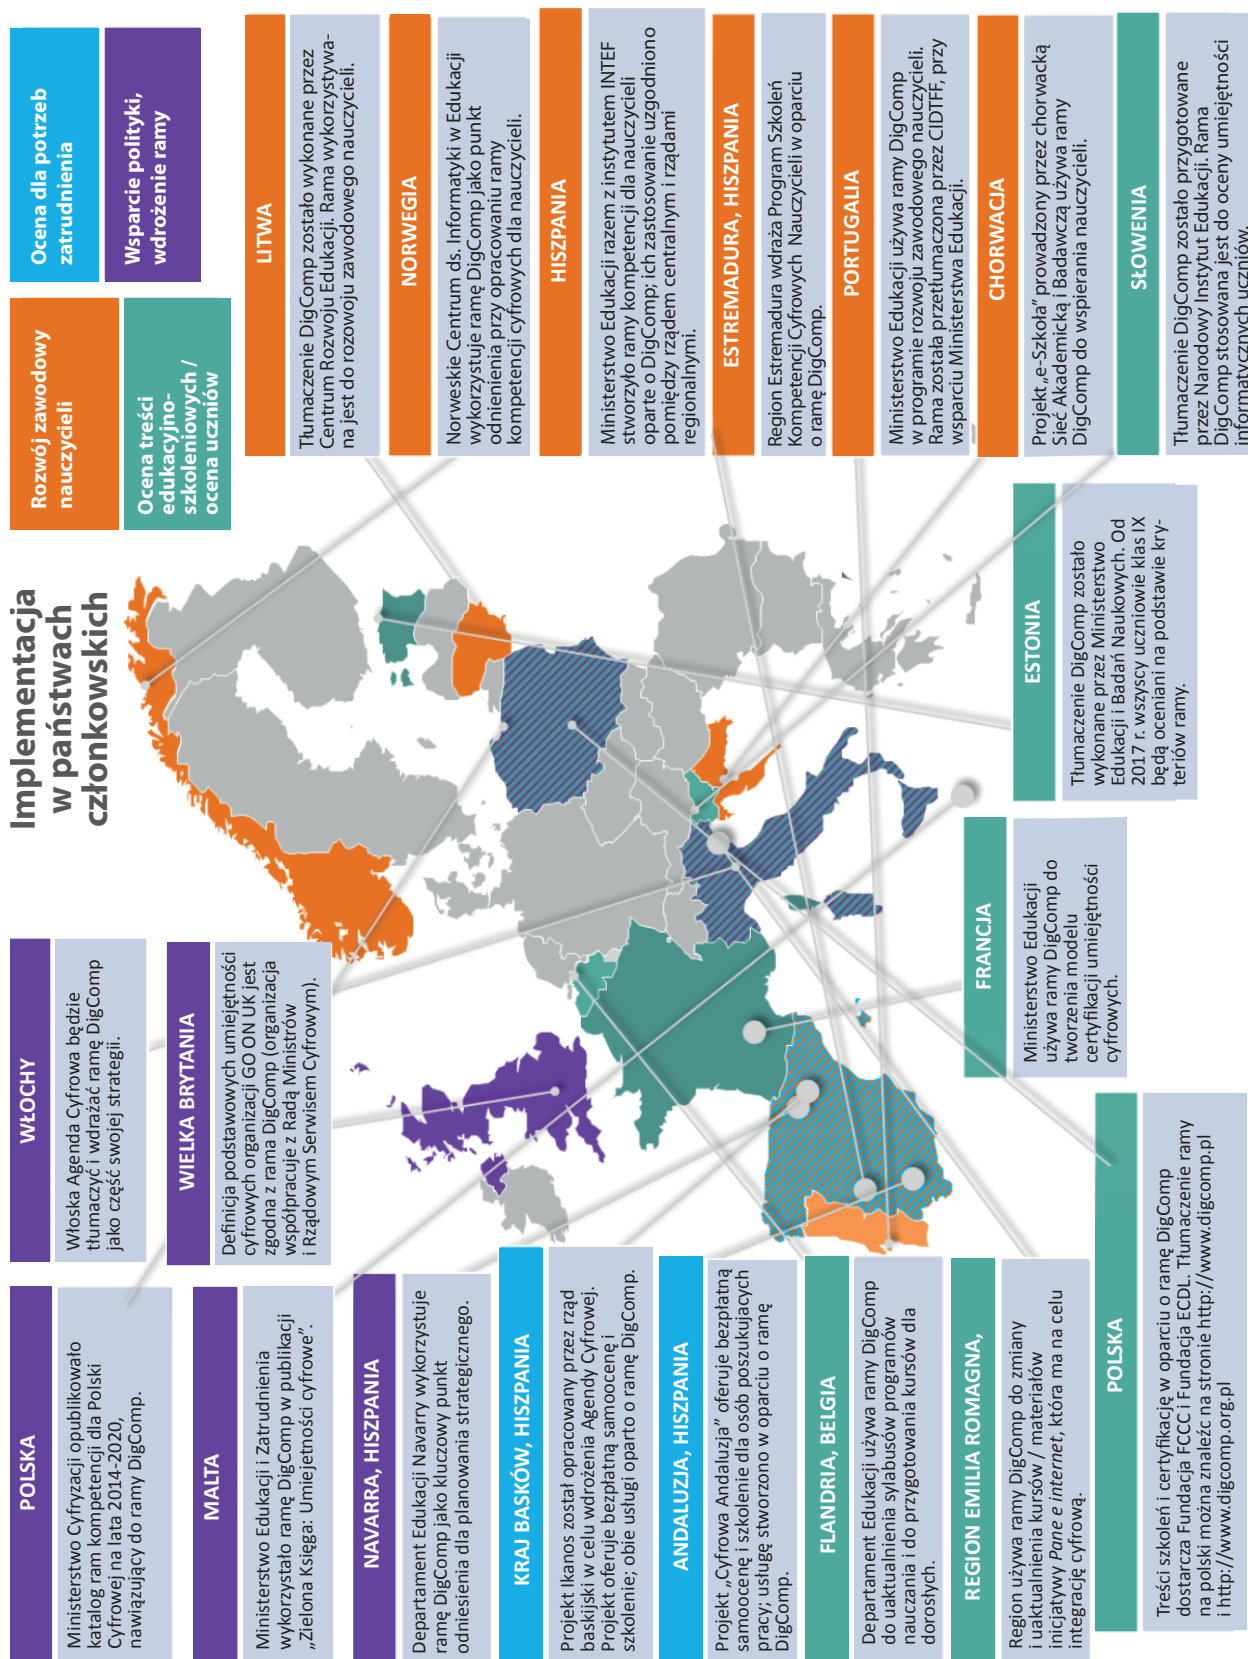 Implementacja
w państwach
członkowskich
Rozwój zawodowy
nauczycieli
Ocena dla potrzeb
zatrudnienia
Ocena treści
edukacyjno-
szkoleniowych /
ocena uczniów
Wsparcie polityki,
wdrożenie ramy
POLSKA
Ministerstwo Cyfryzacji opublikowało
katalog ram kompetencji dla Polski
Cyfrowej na lata 2014-2020,
nawiązujący do ramy DigComp.
WŁOCHY
Włoska Agenda Cyfrowa będzie
tłumaczyć i wdrażać ramę DigComp
jako część swojej strategii.
WIELKA BRYTANIA
Definicja podstawowych umiejętności
cyfrowych organizacji GO ON UK jest
zgodna z rama DigComp (organizacja
współpracuje z Radą Ministrów
i Rządowym Serwisem Cyfrowym).
MALTA
Ministerstwo Edukacji i Zatrudnienia
wykorzystało ramę DigComp w publikacji
„Zielona Księga: Umiejetności cyfrowe”.
NAVARRA, HISZPANIA
Departament Edukacji Navarry wykorzystuje
ramę DigComp jako kluczowy punkt
odniesienia dla planowania strategicznego.
KRAJ BASKÓW, HISZPANIA
Projekt Ikanos został opracowany przez rząd
baskijski w celu wdrożenia Agendy Cyfrowej.
Projekt oferuje bezpłatną samoocenę i
szkolenie; obie usługi oparto o ramę DigComp.
ANDALUZJA, HISZPANIA
Projekt „Cyfrowa Andaluzja” oferuje bezpłatną
samoocenę i szkolenie dla osób poszukujących
pracy; usługę stworzono w oparciu o ramę
DigComp.
FLANDRIA, BELGIA
Departament Edukacji używa ramy DigComp
do uaktualnienia sylabusów programów
nauczania i do przygotowania kursów dla
dorosłych.
REGION EMILIA ROMAGNA,
Region używa ramy DigComp do zmiany
i uaktualnienia kursów / materiałów
inicjatywy Pane e internet, która ma na celu
integrację cyfrową.
POLSKA
Treści szkoleń i certyfikację w oparciu o ramę DigComp
dostarcza Fundacja FCCC i Fundacja ECDL. Tłumaczenie ramy
na polski można znaleźć na stronie http://www.digcomp.pl
i http://www.digcomp.org.pl
FRANCJA
Ministerstwo Edukacji
używa ramy DigComp do
tworzenia modelu
certyfikacji umiejętności
cyfrowych.
ESTONIA
Tłumaczenie DigComp zostało
wykonane przez Ministerstwo
Edukacji i Badań Naukowych. Od
2017 r. wszyscy uczniowie klas IX
będą oceniani na podstawie kry-
teriów ramy.
LITWA
Tłumaczenie DigComp zostało wykonane przez
Centrum Rozwoju Edukacji. Rama wykorzystywa-
na jest do rozowoju zawodowego nauczycieli.
NORWEGIA
Norweskie Centrum ds. Informatyki w Edukacji
wykorzystuje ramę DigComp jako punkt
odnienienia przy opracowaniu ramy
kompetencji cyfrowych dla nauczycieli.
HISZPANIA
Ministerstwo Edukacji razem z instytutem INTEF
stworzyło ramy kompetencji dla nauczycieli
oparte o DigComp; ich zastosowanie uzgodniono
pomiędzy rządem centralnym i rządami
regionalnymi.
ESTREMADURA, HISZPANIA
Region Estremadura wdraża Program Szkoleń
Kompetencji Cyfrowych Nauczycieli w oparciu
o ramę DigComp.
PORTUGALIA
Ministerstwo Edukacji używa ramy DigComp
w programie rozwoju zawodowego nauczycieli.
Rama została przetłumaczona przez CIDTFF, przy
wsparciu Ministerstwa Edukacji.
CHORWACJA
Projekt „e-Szkoła” prowadzony przez chorwacką
Sieć Akademicką i Badawczą używa ramy
DigComp do wspierania nauczycieli.
SŁOWENIA
Tłumaczenie DigComp zostało przygotowane
przez Narodowy Instytut Edukacji. Rama
DigComp stosowana jest do oceny umiejętności
informatycznych uczniów.